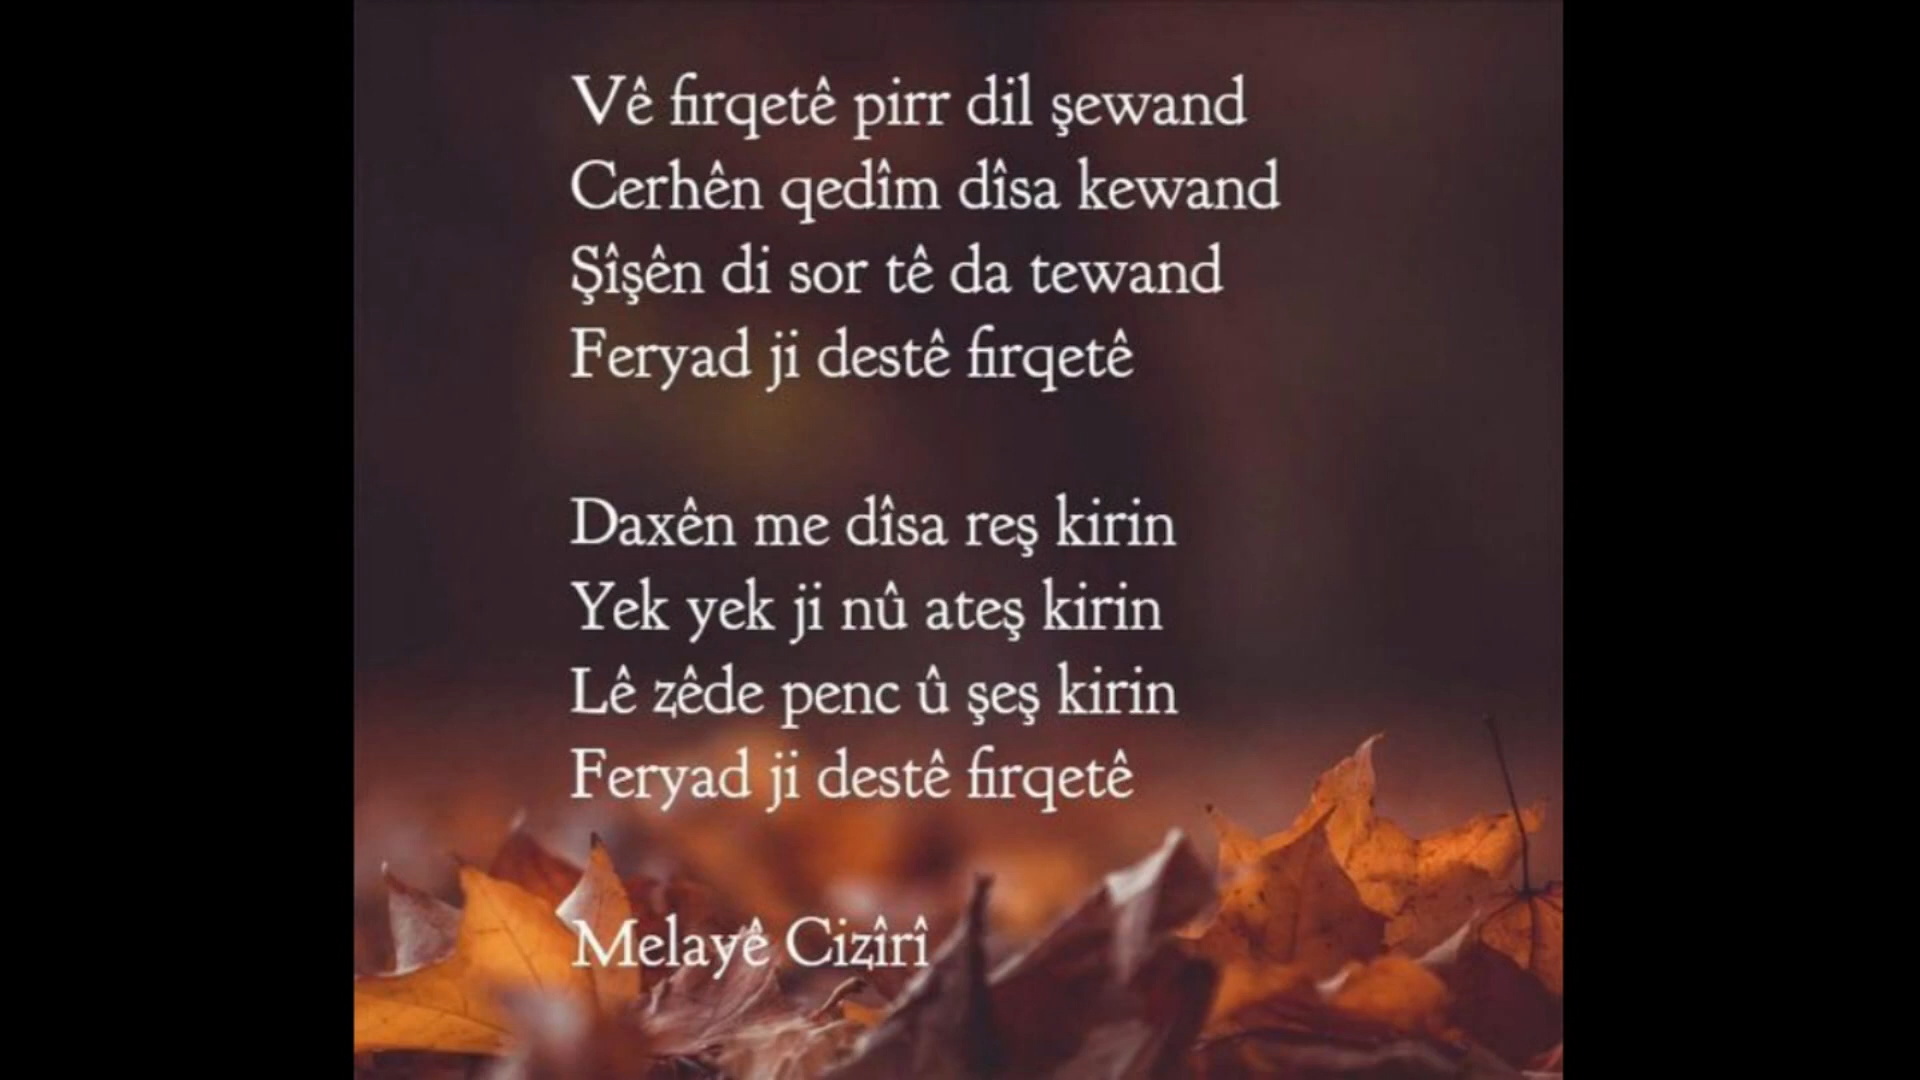 Vê firqetê pirr dil şewand
Cerhên qedîm dîsa kewand
Şîşên di sor tê da tewand
Feryad ji destê firqetê
Daxên me dîsa reş kirin
Yek yek ji nû ateş kirin
Lê zêde penc û şeş kirin
Feryad ji destê firqetê
Melayê Cizîrî